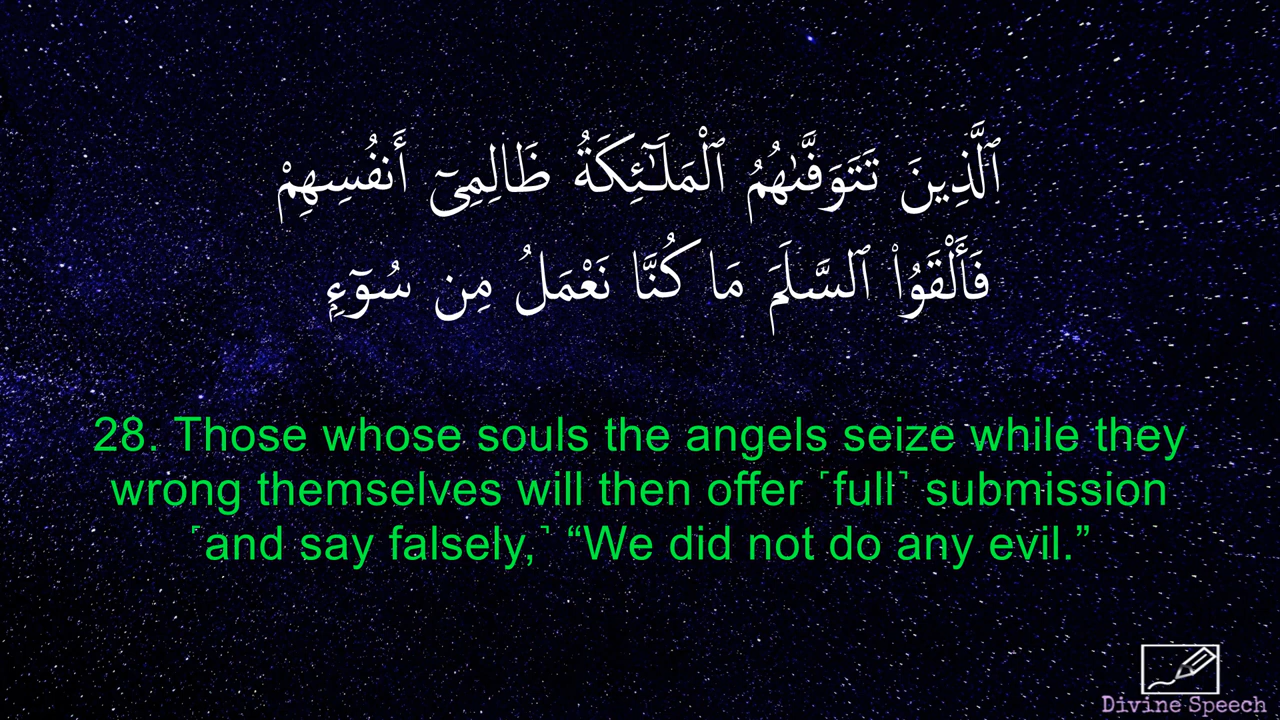 ٱلَّذِينَ تَتَوَفَّىٰهُمُ ٱلْمَلَـٰٓئِكَةُ ظَالِمِىٓ أَنفُسِهِمْ
فَأَلْقَوُا۟ ٱلسَّلَمَ مَا كُنَّا نَعْمَلُ مِن سُوٓءٍۭ
28. Those whose souls the angels seize while they
wrong themselves will then offer ˹full˺ submission
˹and say falsely,˺ “We did not do any evil.”
Divine Speech